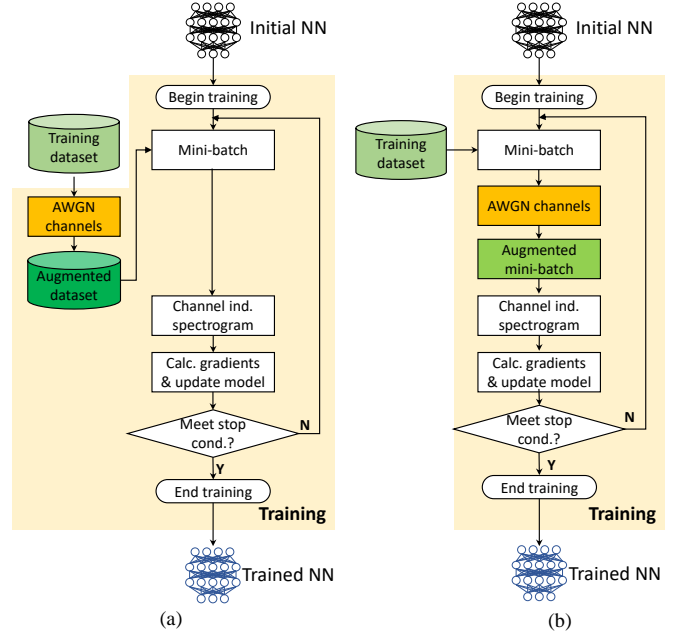 Initial NN
Begin training
Training
dataset
Mini-batch
AWGN
channels
Augmented
dataset
Channel ind.
spectrogram
Calc. gradients
& update model
Meet stop
cond.?
N
Y
End training
Training
Trained NN
(a)
Initial NN
Begin training
Training
dataset
Mini-batch
AWGN channels
Augmented
mini-batch
Channel ind.
spectrogram
Calc. gradients
& update model
Meet stop
cond.?
N
Y
End training
Training
Trained NN
(b)